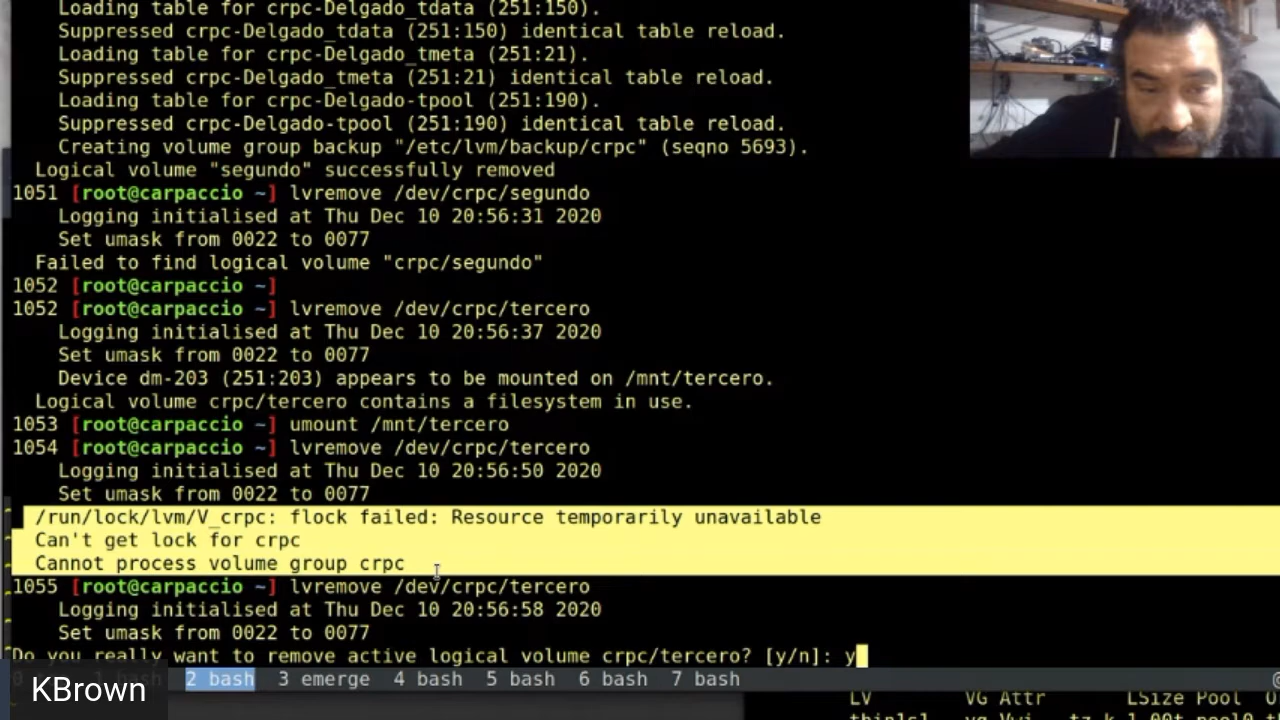 Loading table for crpc-Delgado_tdata (251:150).
Suppressed crpc-Delgado_tdata (251:150) identical table reload.
Loading table for crpc-Delgado_tmeta (251:21).
Suppressed crpc-Delgado_tmeta (251:21) identical table reload.
Loading table for crpc-Delgado-tpool (251:190).
Suppressed crpc-Delgado-tpool (251:190) identical table reload.
Creating volume group backup "/etc/lvm/backup/crpc" (seqno 5693).
Logical volume "segundo" successfully removed
1051 [root@carpaccio ~] lvremove /dev/crpc/segundo
Logging initialised at Thu Dec 10 20:56:31 2020
Set umask from 0022 to 0077
Failed to find logical volume "crpc/segundo"
1052 [root@carpaccio ~]
1052 [root@carpaccio ~] lvremove /dev/crpc/tercero
Logging initialised at Thu Dec 10 20:56:37 2020
Set umask from 0022 to 0077
Device dm-203 (251:203) appears to be mounted on /mnt/tercero.
Logical volume crpc/tercero contains a filesystem in use.
1053 [root@carpaccio ~] umount /mnt/tercero
1054 [root@carpaccio ~] lvremove /dev/crpc/tercero
Logging initialised at Thu Dec 10 20:56:50 2020
Set umask from 0022 to 0077
/run/lock/lvm/V_crpc: flock failed: Resource temporarily unavailable
Can't get lock for crpc
Cannot process volume group crpc
1055 [root@carpaccio ~] lvremove /dev/crpc/tercero
Logging initialised at Thu Dec 10 20:56:58 2020
Set umask from 0022 to 0077
Do you really want to remove active logical volume crpc/tercero? [y/n]: y
1 bash 2 bash 3 emerge 4 bash 5 bash 6 bash 7 bash
KBrown
LV VG Attr LSize Pool